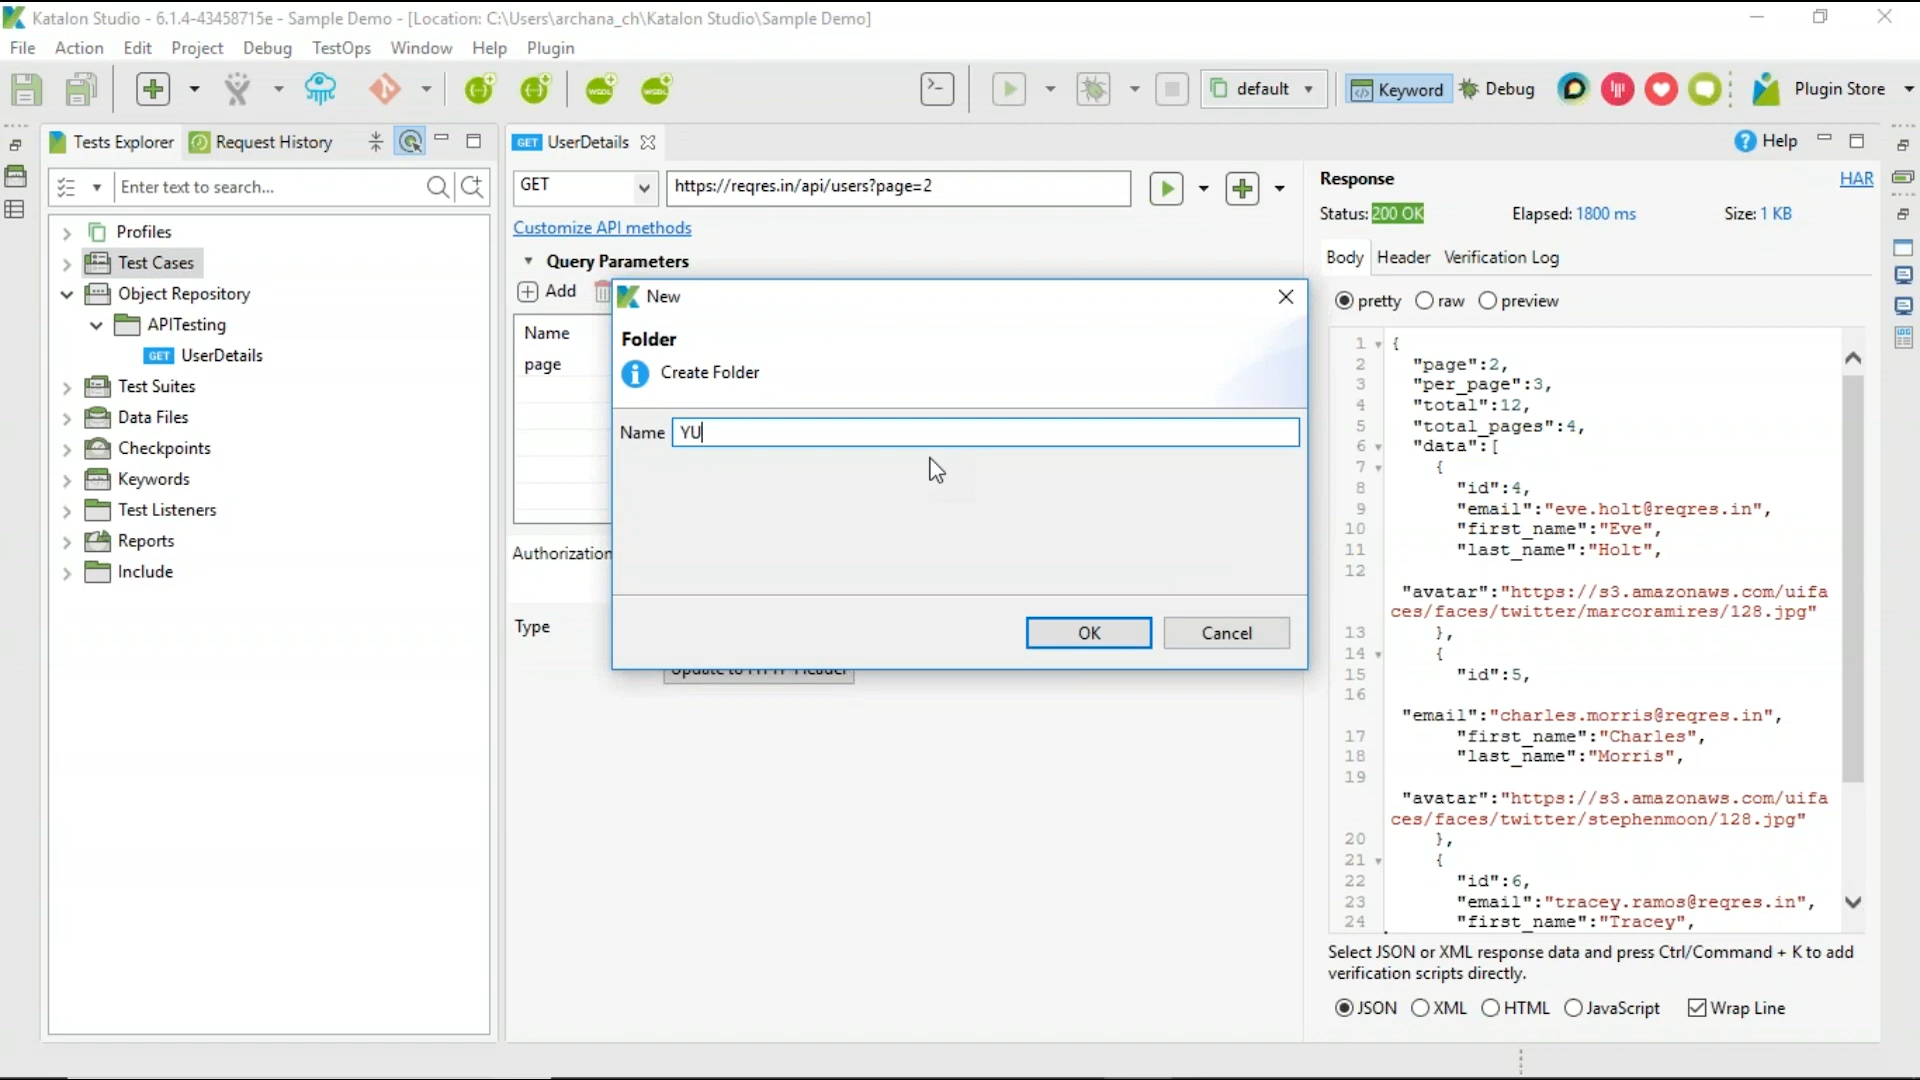 Katalon Studio - 6.1.4-43458715e - Sample Demo - [Location: C:\Users\archana_ch\Katalon Studio\Sample Demo]
File Action Edit Project Debug TestOps Window Help Plugin
WSDL WSDL default Keyword Debug Plugin Store
Tests Explorer Request History
Enter text to search...
Profiles
Test Cases
Object Repository
APITesting
GET UserDetails
Test Suites
Data Files
Checkpoints
Keywords
Test Listeners
Reports
Include
GET UserDetails
Help
GET https://reqres.in/api/users?page=2
Customize API methods
Query Parameters
Add
Name
page
Authorization
Type
Update to HTTP Header
New
Folder
Create Folder
Name YU
OK Cancel
Response HAR
Status: 200 OK Elapsed: 1800 ms Size: 1 KB
Body Header Verification Log
pretty raw preview
1 {
2 "page":2,
3 "per_page":3,
4 "total":12,
5 "total_pages":4,
6 "data":[
7 {
8 "id":4,
9 "email":"eve.holt@reqres.in",
10 "first_name":"Eve",
11 "last_name":"Holt",
12
"avatar":"https://s3.amazonaws.com/uifa
ces/faces/twitter/marcoramires/128.jpg"
13 },
14 {
15 "id":5,
16
"email":"charles.morris@reqres.in",
17 "first_name":"Charles",
18 "last_name":"Morris",
19
"avatar":"https://s3.amazonaws.com/uifa
ces/faces/twitter/stephenmoon/128.jpg"
20 },
21 {
22 "id":6,
23 "email":"tracey.ramos@reqres.in",
24 "first_name":"Tracey",
Select JSON or XML response data and press Ctrl/Command + K to add
verification scripts directly.
JSON XML HTML JavaScript Wrap Line